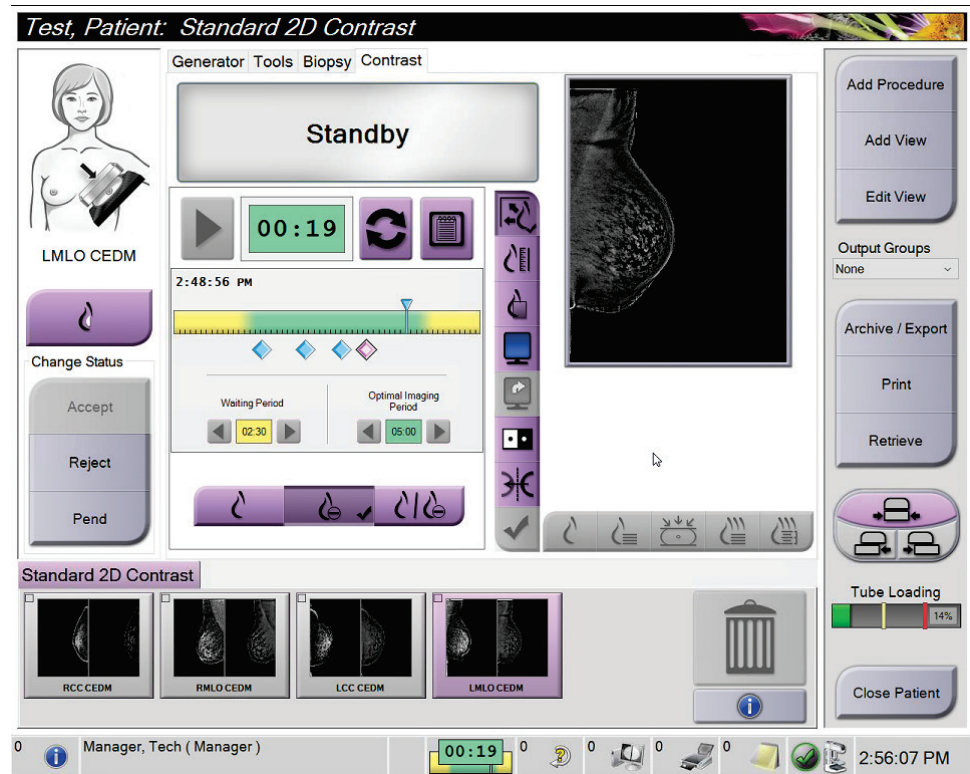 Test, Patient: Standard 2D Contrast
Generator Tools Biopsy Contrast
Standby
00:19
LMLO CEDM
2:48:56 PM
Change Status
Accept
Reject
Pend
Waiting Period
Optimal Imaging
Period
02:30
05:00
Add Procedure
Add View
Edit View
Output Groups
None
Archive / Export
Print
Retrieve
Tube Loading
14%
Close Patient
Standard 2D Contrast
RCC CEDM
RMLO CEDM
LCC CEDM
LMLO CEDM
0
Manager, Tech ( Manager )
00:19
0
0
0
0
2:56:07 PM